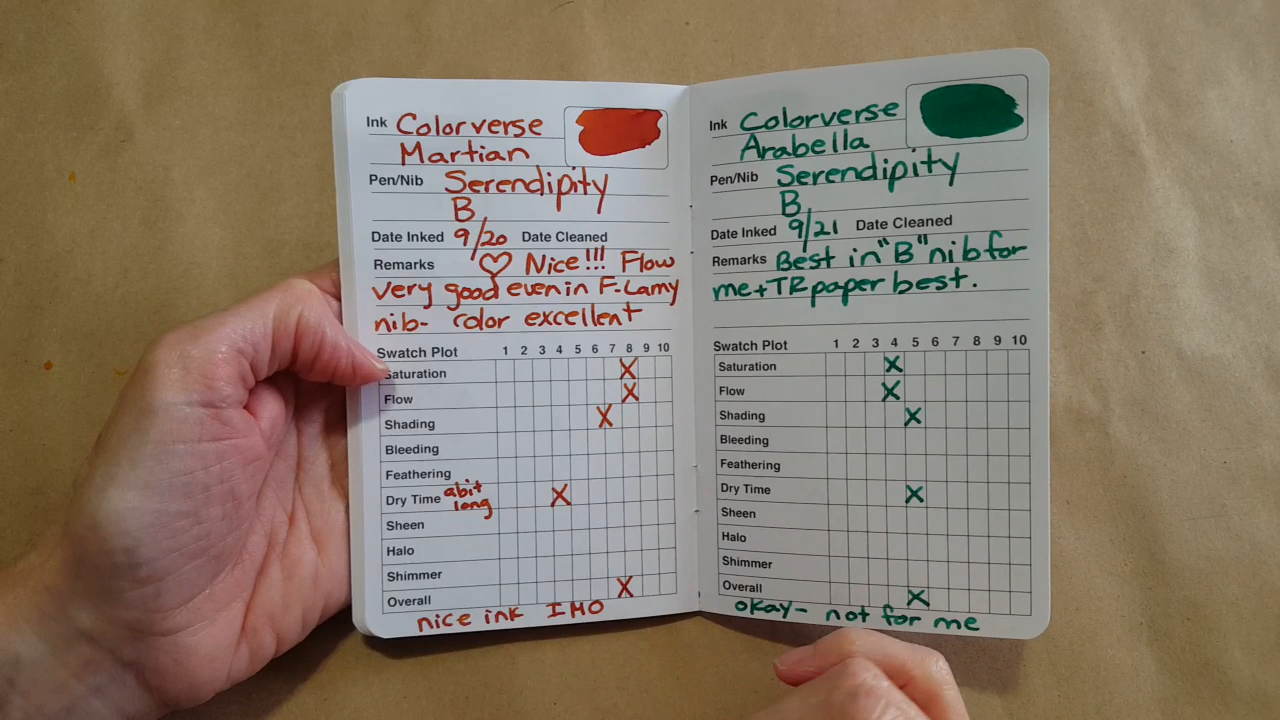 Ink Colorverse
Martian
Pen/Nib Serendipity
B
Date Inked 9/20 Date Cleaned
Remarks ♡ Nice!!! Flow
very good even in F. Lamy
nib- color excellent
Swatch Plot 1 2 3 4 5 6 7 8 9 10
Saturation X
Flow X
Shading X
Bleeding
Feathering
Dry Time abit long X
Sheen
Halo
Shimmer
Overall X
nice ink IMO
Ink Colorverse
Arabella
Pen/Nib Serendipity
B
Date Inked 9/21 Date Cleaned
Remarks Best in "B" nib for
me + TR paper best.
Swatch Plot 1 2 3 4 5 6 7 8 9 10
Saturation X
Flow X
Shading X
Bleeding
Feathering
Dry Time X
Sheen
Halo
Shimmer
Overall X
okay- not for me